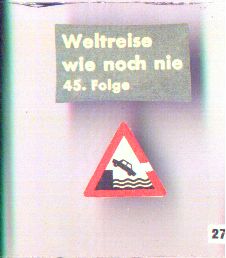 Weltreise
wie noch nie
45. Folge
27